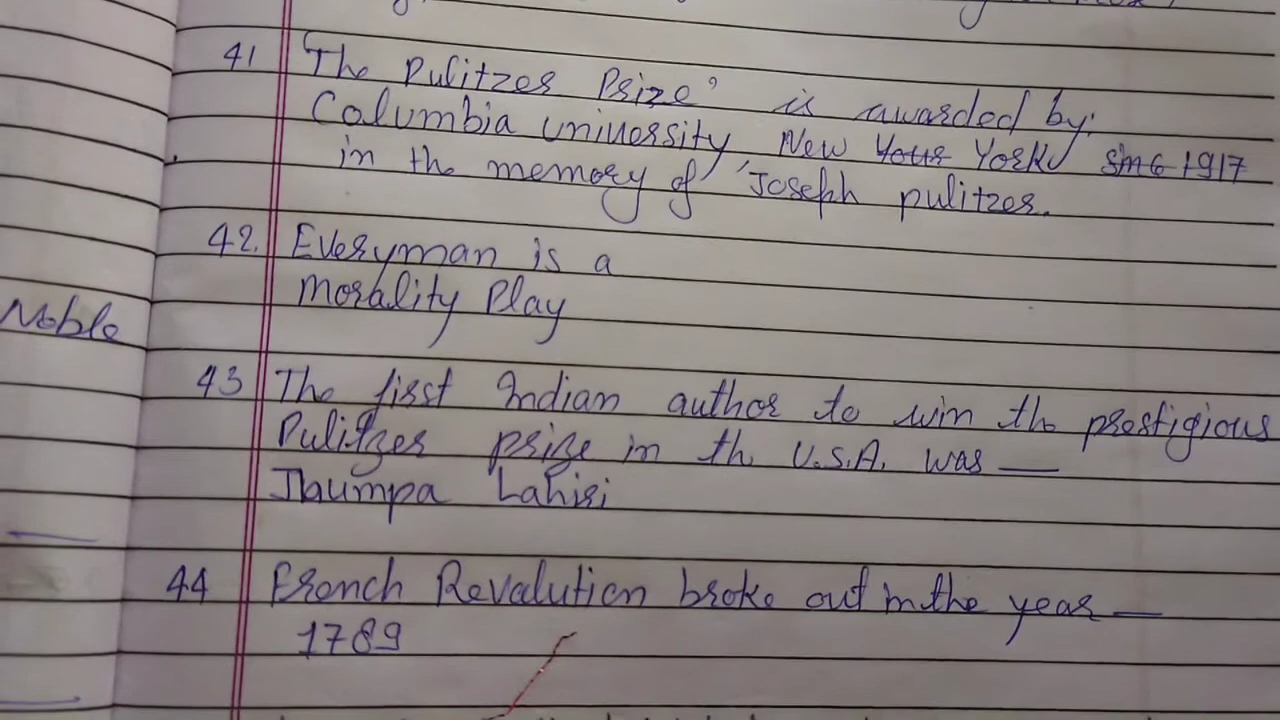 41 The Pulitzer Prize' is awarded by:
Columbia university, New Your York, since 1917
in the memory of 'Joseph pulitzer.
42. Everyman is a
morality Play
Noble
43 The first Indian author to win the prestigious
Pulitzer prize in the U.S.A. was —
Jhumpa Lahiri
44 French Revalution broke out in the year —
1789